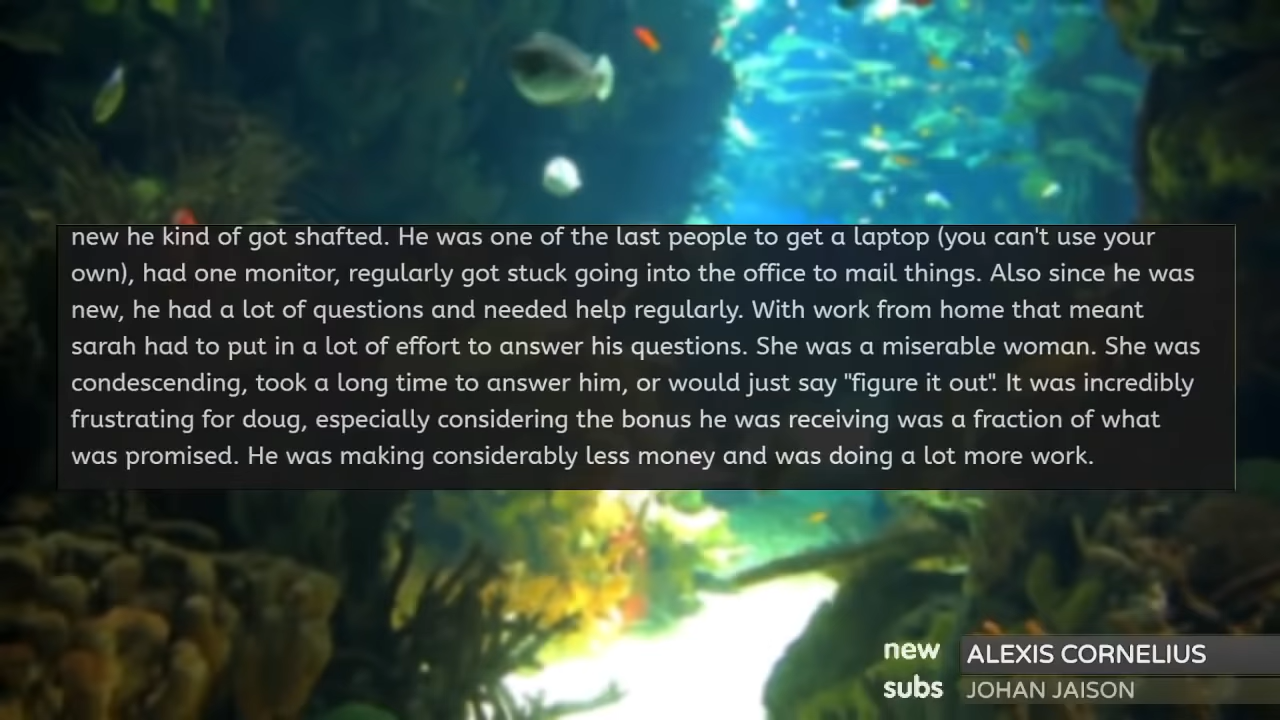 new he kind of got shafted. He was one of the last people to get a laptop (you can't use your
own), had one monitor, regularly got stuck going into the office to mail things. Also since he was
new, he had a lot of questions and needed help regularly. With work from home that meant
sarah had to put in a lot of effort to answer his questions. She was a miserable woman. She was
condescending, took a long time to answer him, or would just say "figure it out". It was incredibly
frustrating for doug, especially considering the bonus he was receiving was a fraction of what
was promised. He was making considerably less money and was doing a lot more work.
new
ALEXIS CORNELIUS
subs
JOHAN JAISON